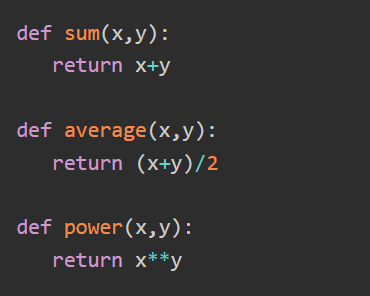 def sum(x,y):
   return x+y
def average(x,y):
   return (x+y)/2
def power(x,y):
   return x**y